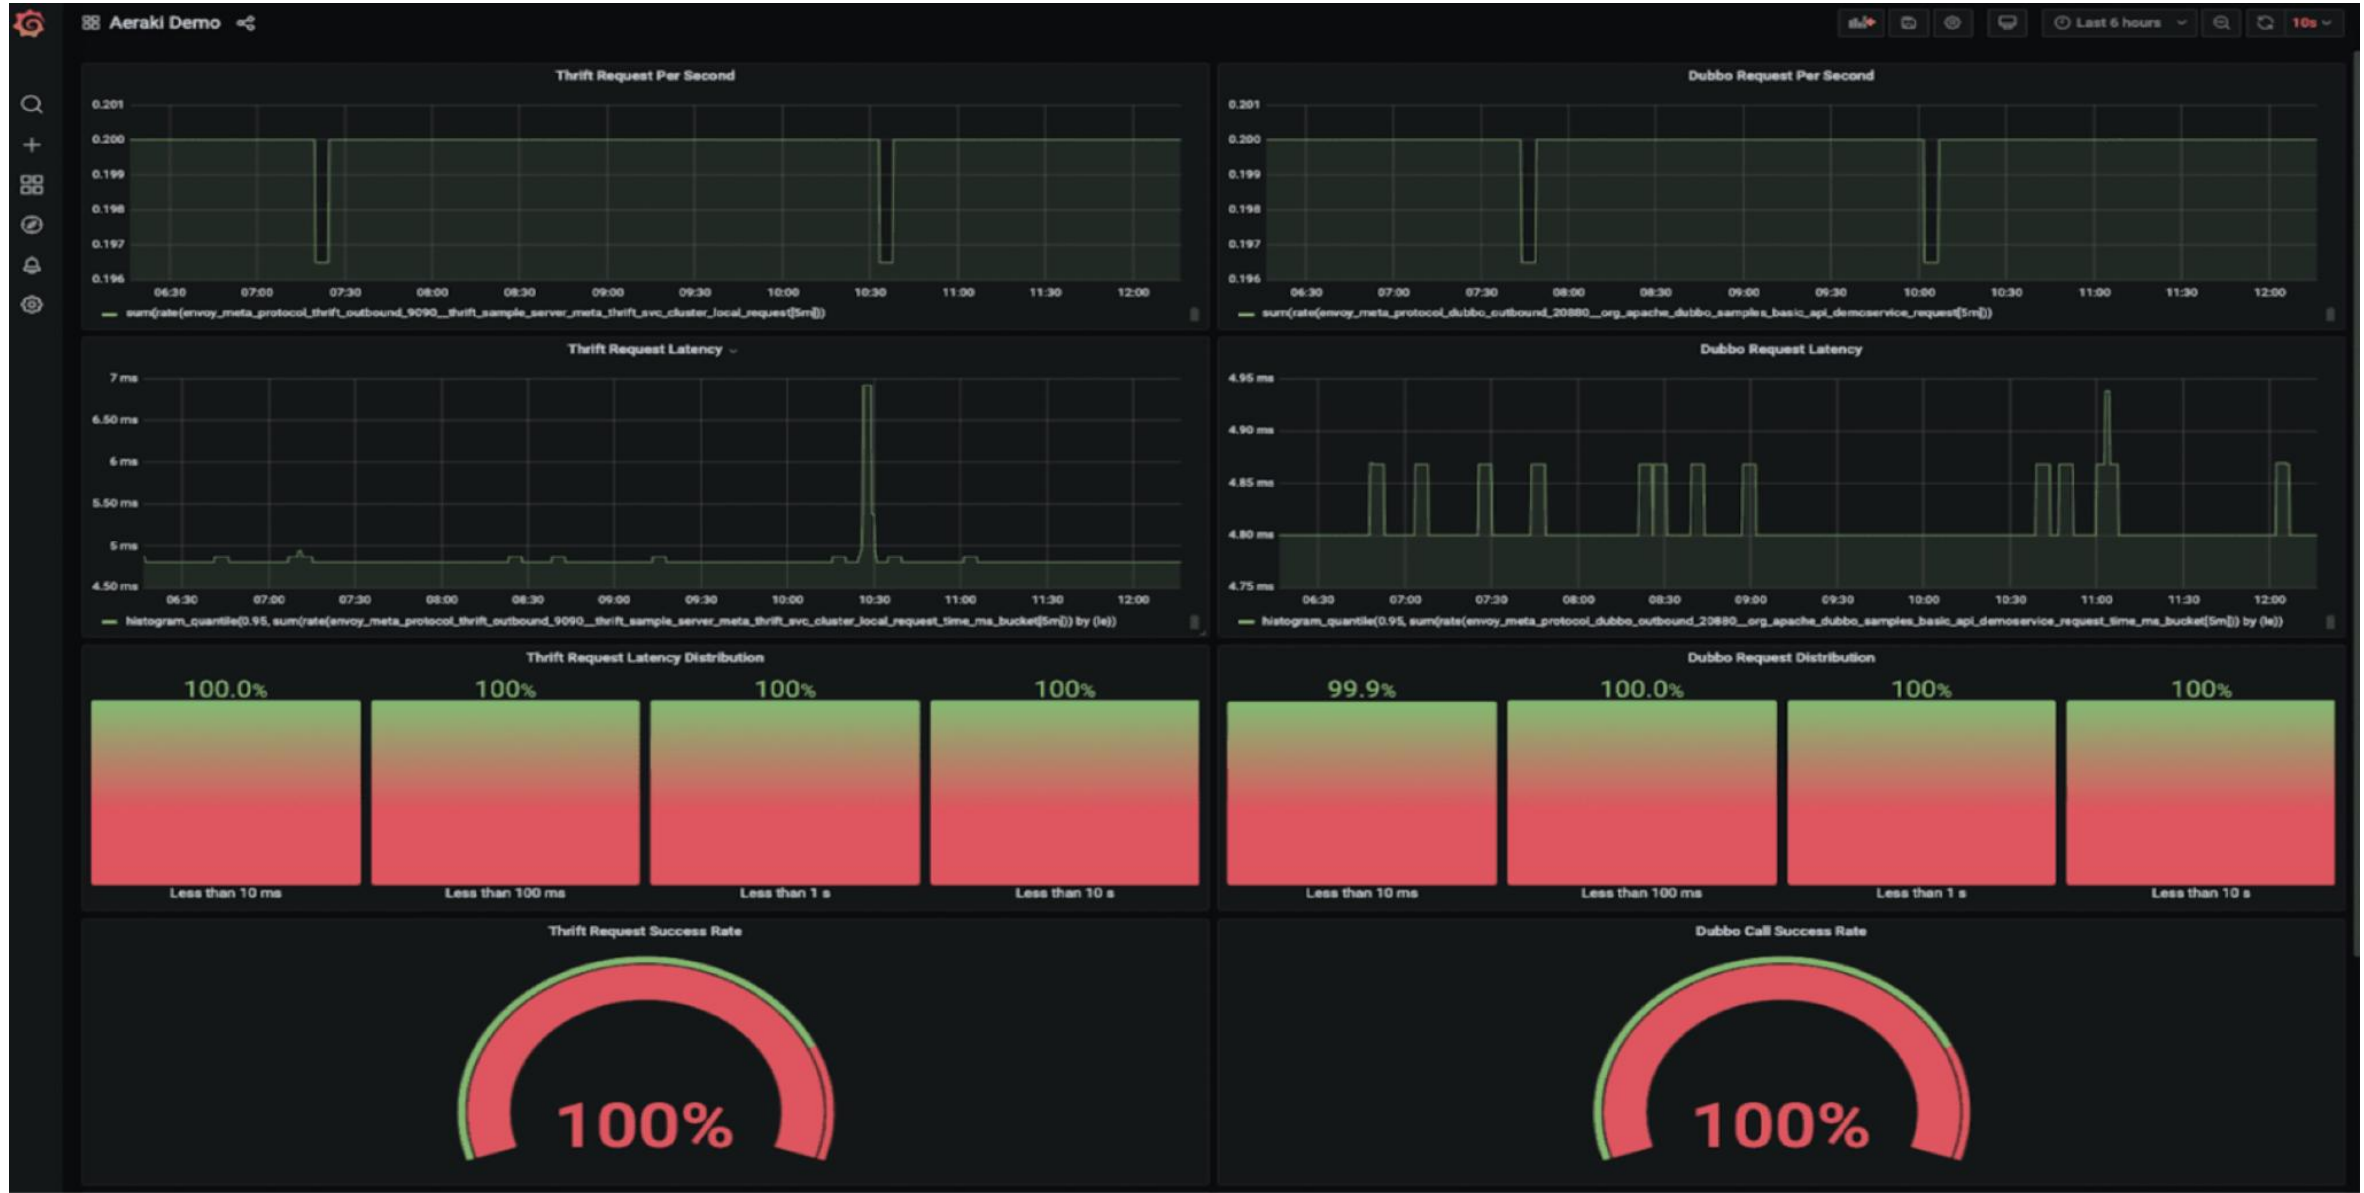 Aeraki Demo
Last 6 hours
10s
Thrift Request Per Second
0.201
0.200
0.199
0.198
0.197
0.196
06:30 07:00 07:30 08:00 08:30 09:00 09:30 10:00 10:30 11:00 11:30 12:00
sum(rate(envoy_meta_protocol_thrift_outbound_9090__thrift_sample_server_meta_thrift_svc_cluster_local_request[5m]))
Dubbo Request Per Second
0.201
0.200
0.199
0.198
0.197
0.196
06:30 07:00 07:30 08:00 08:30 09:00 09:30 10:00 10:30 11:00 11:30 12:00
sum(rate(envoy_meta_protocol_dubbo_outbound_20880__org_apache_dubbo_samples_basic_api_demoservice_request[5m]))
Thrift Request Latency
7 ms
6.50 ms
6 ms
5.50 ms
5 ms
4.50 ms
06:30 07:00 07:30 08:00 08:30 09:00 09:30 10:00 10:30 11:00 11:30 12:00
histogram_quantile(0.95, sum(rate(envoy_meta_protocol_thrift_outbound_9090__thrift_sample_server_meta_thrift_svc_cluster_local_request_time_ms_bucket[5m])) by (le))
Dubbo Request Latency
4.95 ms
4.90 ms
4.85 ms
4.80 ms
4.75 ms
06:30 07:00 07:30 08:00 08:30 09:00 09:30 10:00 10:30 11:00 11:30 12:00
histogram_quantile(0.95, sum(rate(envoy_meta_protocol_dubbo_outbound_20880__org_apache_dubbo_samples_basic_api_demoservice_request_time_ms_bucket[5m])) by (le))
Thrift Request Latency Distribution
100.0% 100% 100% 100%
Less than 10 ms Less than 100 ms Less than 1 s Less than 10 s
Dubbo Request Distribution
99.9% 100.0% 100% 100%
Less than 10 ms Less than 100 ms Less than 1 s Less than 10 s
Thrift Request Success Rate
100%
Dubbo Call Success Rate
100%